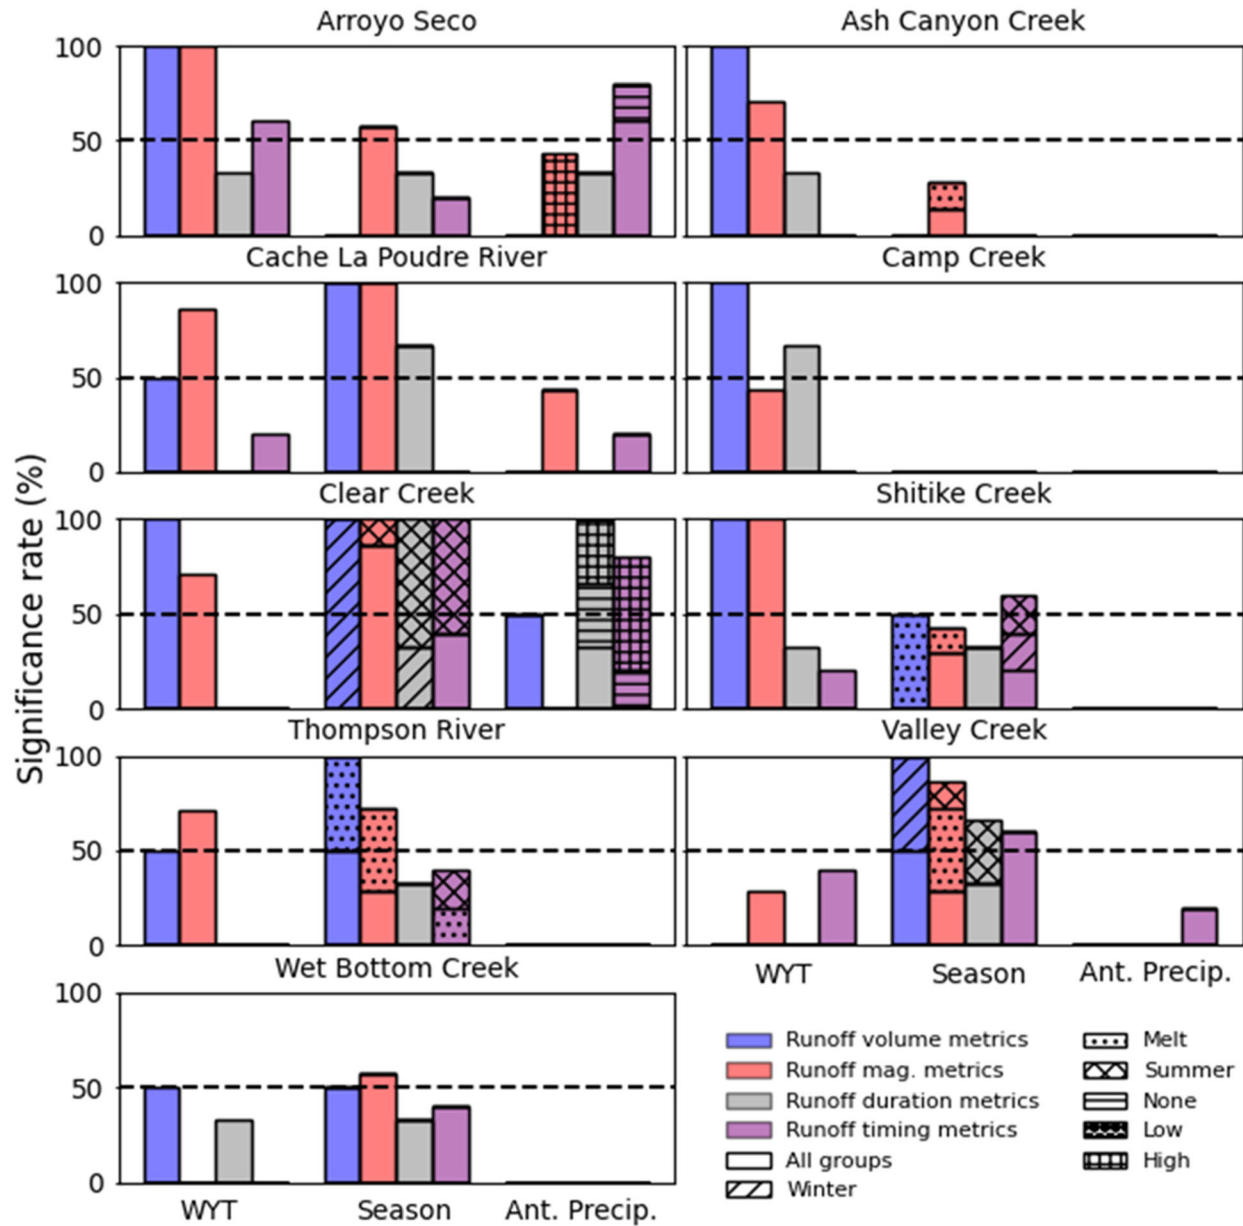 Arroyo Seco
Ash Canyon Creek
100
50
0
Cache La Poudre River
Camp Creek
100
50
0
Clear Creek
Shitike Creek
100
50
0
Thompson River
Valley Creek
100
50
0
Wet Bottom Creek
WYT
Season
Ant. Precip.
100
50
0
WYT
Season
Ant. Precip.
Significance rate (%)
Runoff volume metrics
Runoff mag. metrics
Runoff duration metrics
Runoff timing metrics
All groups
Winter
Melt
Summer
None
Low
High